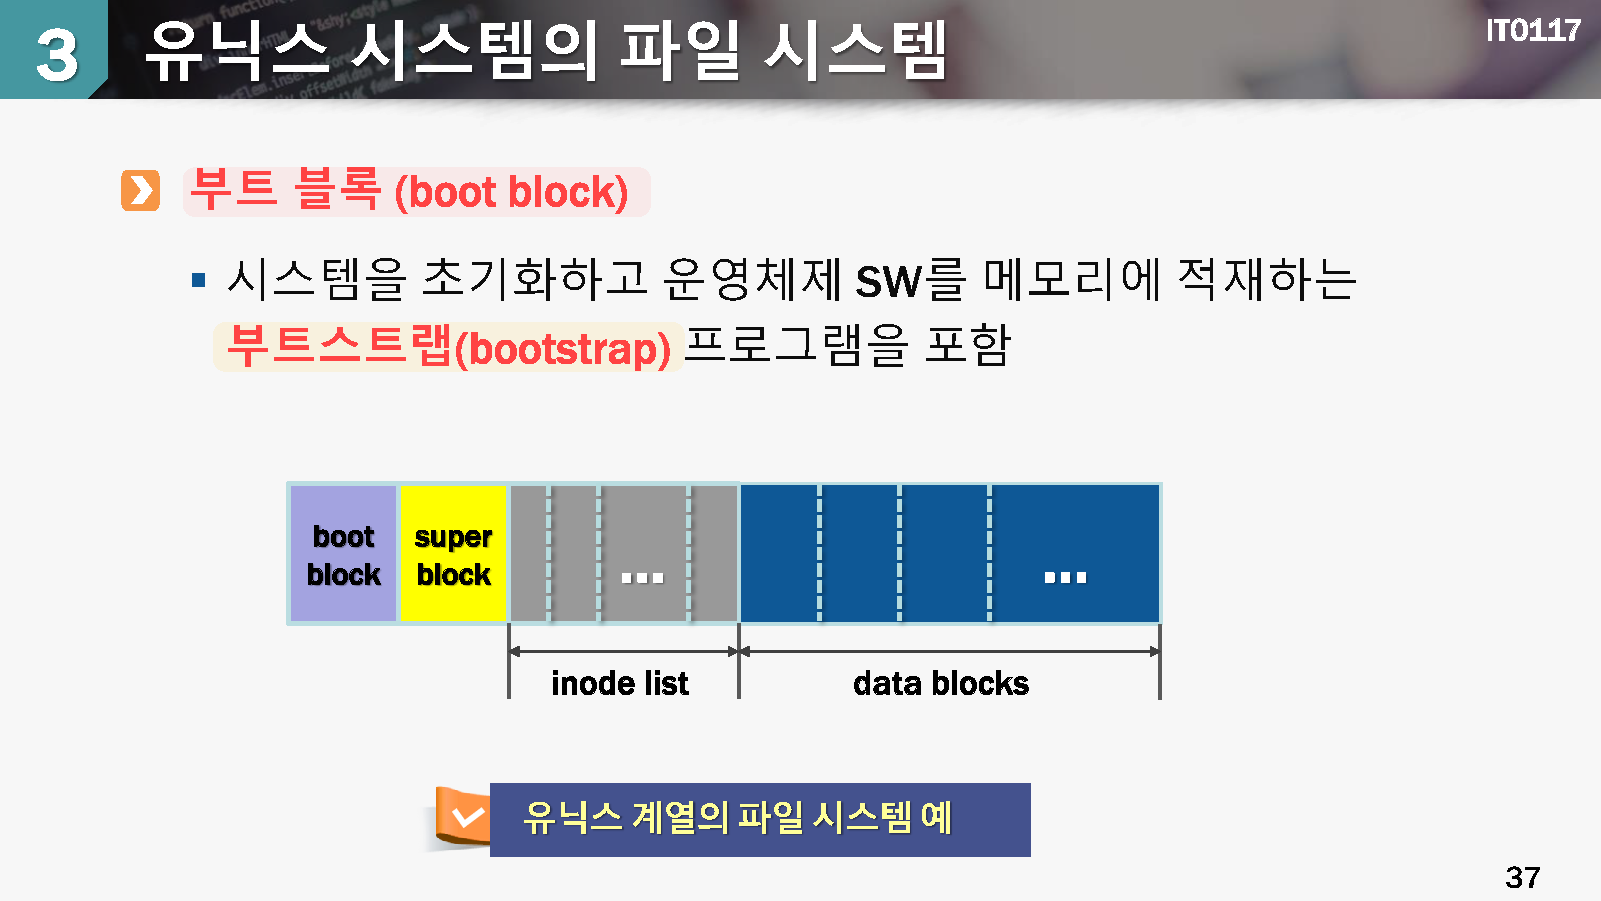 3 유닉스 시스템의 파일 시스템
IT0117
부트 블록 (boot block)
시스템을 초기화하고 운영체제 SW를 메모리에 적재하는
부트스트랩(bootstrap) 프로그램을 포함
boot block
super block
...
...
inode list
data blocks
유닉스 계열의 파일 시스템 예
37